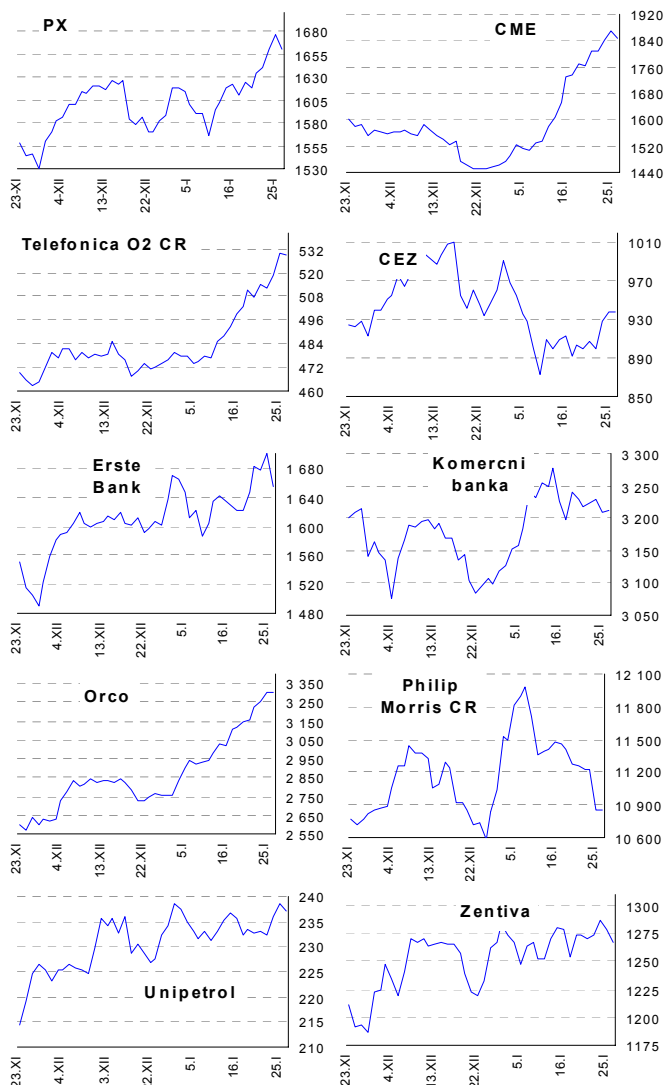 PX
1680
1655
1630
1605
1580
1555
1530
23-XI
4.XII
13.XII
22.XII
5.I
16.I
25-I
CME
1920
1840
1760
1680
1600
1520
1440
23.XI
4.XII
13.XII
22.XII
5.I
16.I
25.I
Telefonica O2 CR
532
520
508
496
484
472
460
23.XI
4.XII
13.XII
22.XII
5.I
16.I
25.I
CEZ
1010
970
930
890
850
23.XI
4.XII
13.XII
22.XII
5.I
16.I
25.I
Erste
Bank
1 680
1 640
1 600
1 560
1 520
1 480
23.XI
4.XII
13.XII
22.XII
5.I
16.I
25.I
Komercni
banka
3 300
3 250
3 200
3 150
3 100
3 050
23.XI
4.XII
13.XII
22.XII
5.I
16.I
25.I
Orco
3 350
3 250
3 150
3 050
2 950
2 850
2 750
2 650
2 550
23.XI
4.XII
13.XII
22.XII
5.I
16.I
25.I
Philip
Morris CR
12 100
11 800
11 500
11 200
10 900
10 600
23.XI
4.XII
13.XII
22.XII
5.I
16.I
25.I
Unipetrol
240
235
230
225
220
215
210
23.XI
4.XII
13.XII
22.XII
5.I
16.I
25.I
Zentiva
1300
1275
1250
1225
1200
1175
23.XI
4.XII
13.XII
22.XII
5.I
16.I
25.I